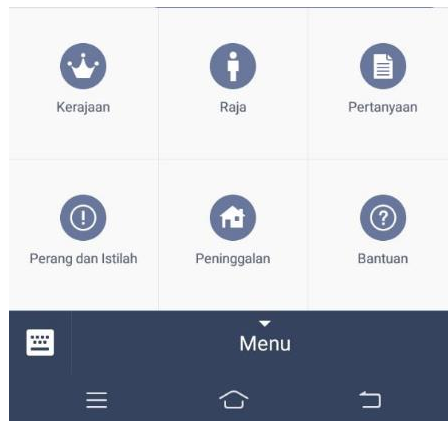 Kerajaan
Raja
Pertanyaan
Perang dan Istilah
Peninggalan
Bantuan
Menu